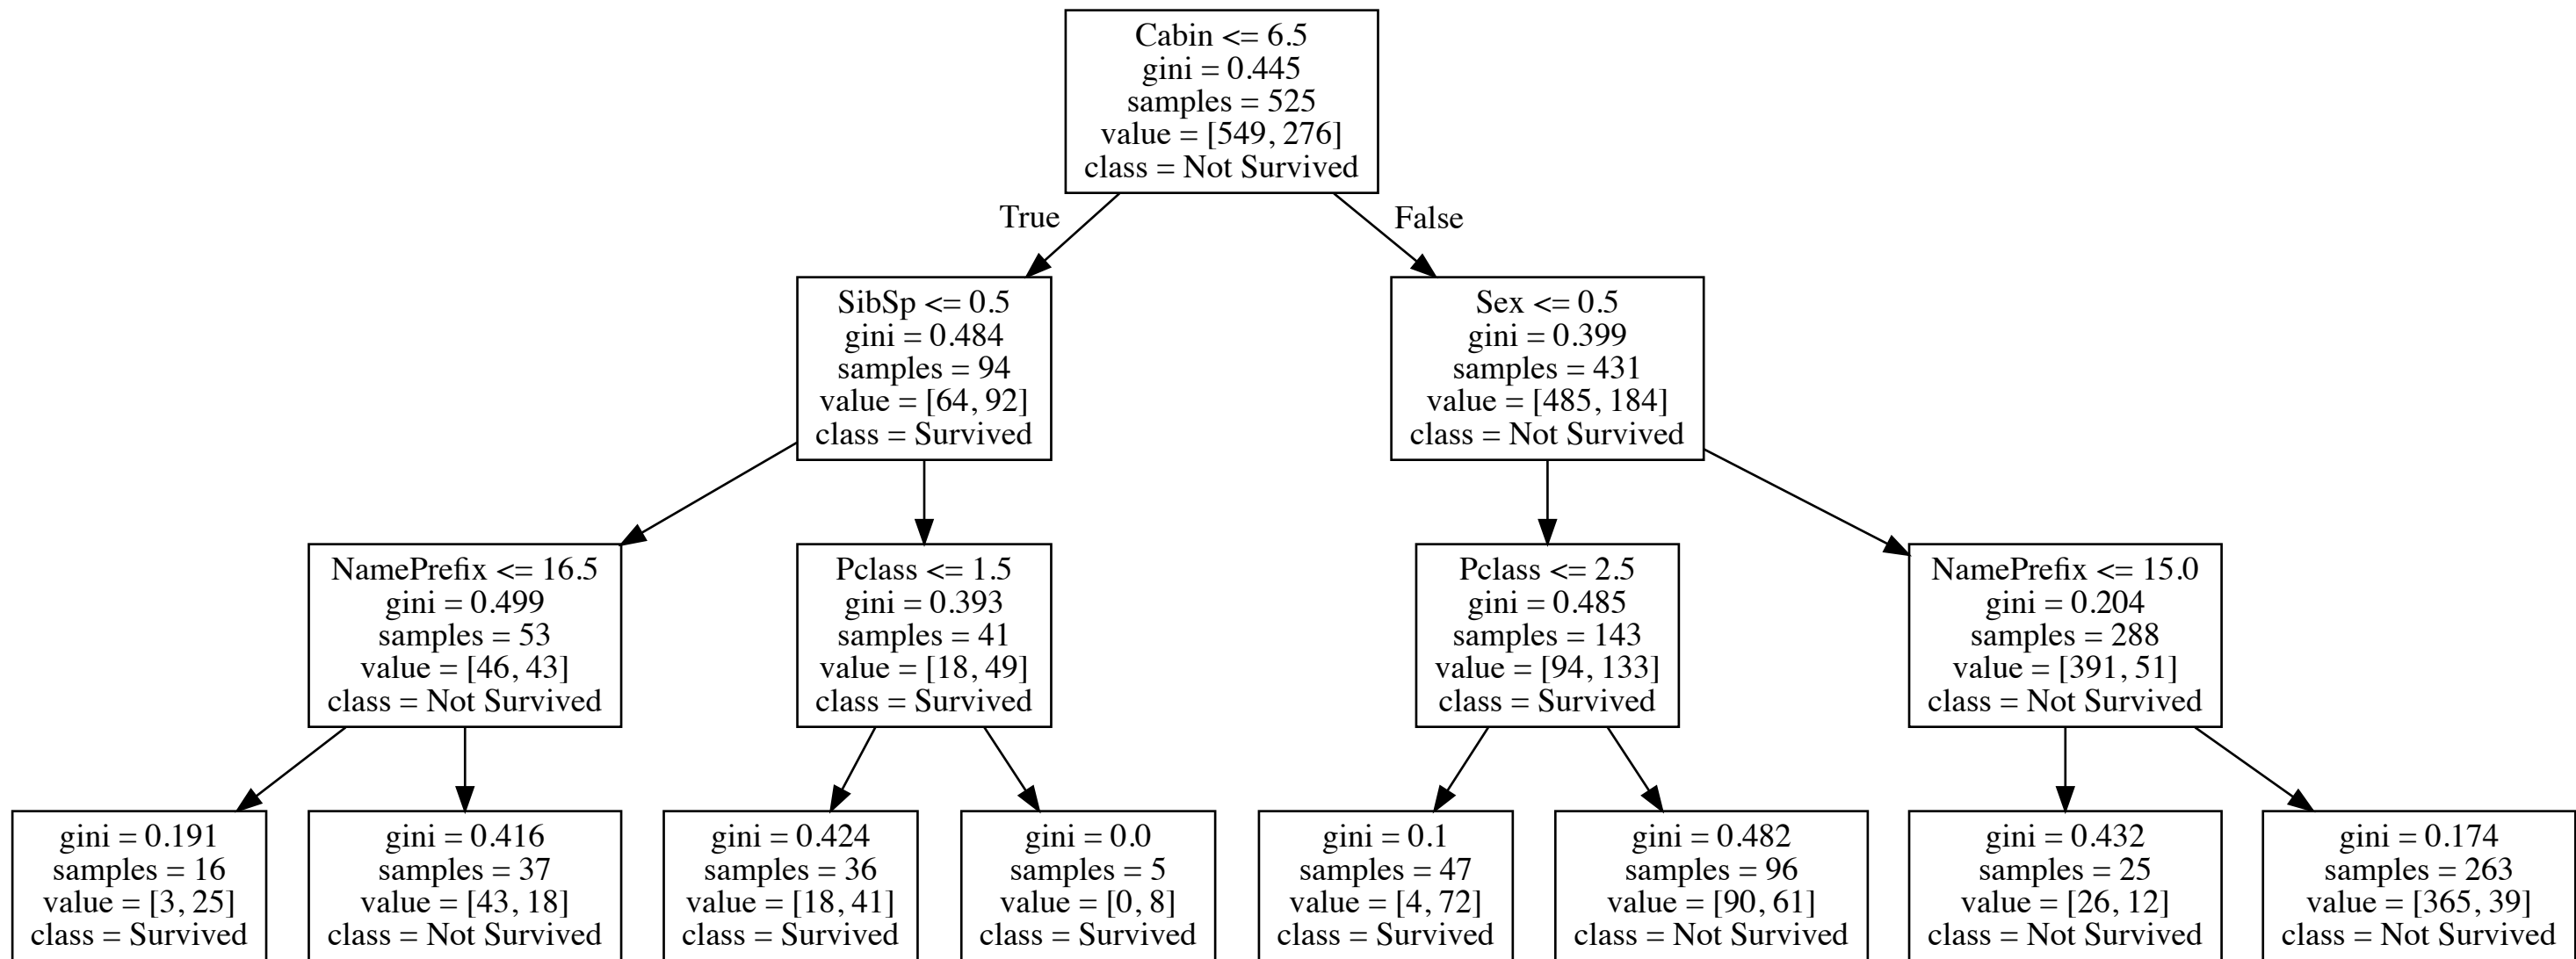 Cabin <= 6.5
gini = 0.445
samples = 525
value = [549, 276]
class = Not Survived
True
False
SibSp <= 0.5
gini = 0.484
samples = 94
value = [64, 92]
class = Survived
Sex <= 0.5
gini = 0.399
samples = 431
value = [485, 184]
class = Not Survived
NamePrefix <= 16.5
gini = 0.499
samples = 53
value = [46, 43]
class = Not Survived
Pclass <= 1.5
gini = 0.393
samples = 41
value = [18, 49]
class = Survived
Pclass <= 2.5
gini = 0.485
samples = 143
value = [94, 133]
class = Survived
NamePrefix <= 15.0
gini = 0.204
samples = 288
value = [391, 51]
class = Not Survived
gini = 0.191
samples = 16
value = [3, 25]
class = Survived
gini = 0.416
samples = 37
value = [43, 18]
class = Not Survived
gini = 0.424
samples = 36
value = [18, 41]
class = Survived
gini = 0.0
samples = 5
value = [0, 8]
class = Survived
gini = 0.1
samples = 47
value = [4, 72]
class = Survived
gini = 0.482
samples = 96
value = [90, 61]
class = Not Survived
gini = 0.432
samples = 25
value = [26, 12]
class = Not Survived
gini = 0.174
samples = 263
value = [365, 39]
class = Not Survived